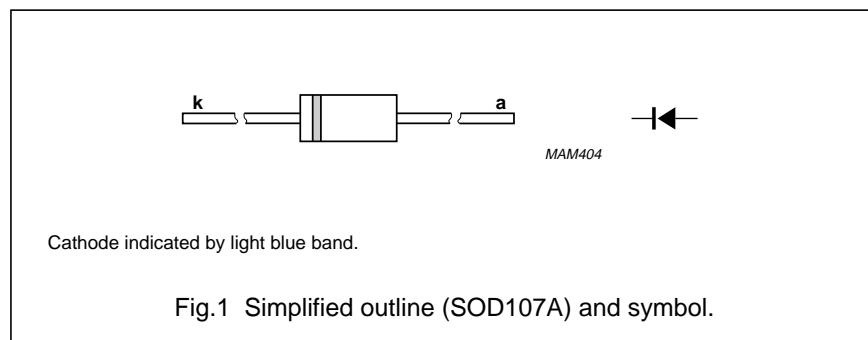 k
a
MAM404
Cathode indicated by light blue band.
Fig.1 Simplified outline (SOD107A) and symbol.